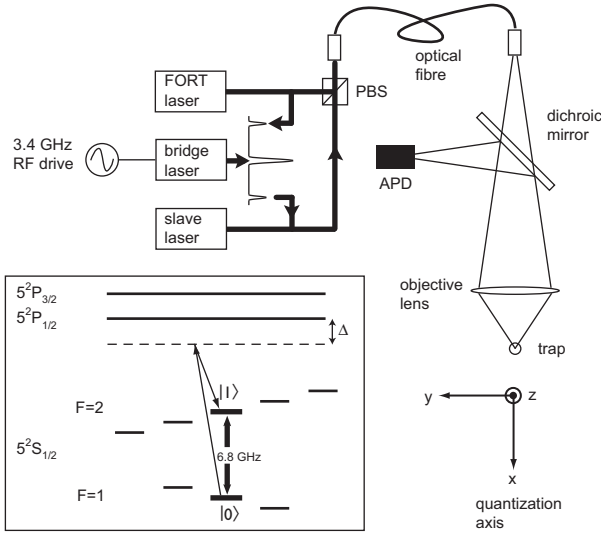 FORT
laser
3.4 GHz
RF drive
bridge
laser
slave
laser
PBS
optical
fibre
dichroic
mirror
APD
objective
lens
trap
y
z
x
quantization
axis
5²P₃/₂
5²P₁/₂
Δ
F=2
|1⟩
6.8 GHz
5²S₁/₂
F=1
|0⟩